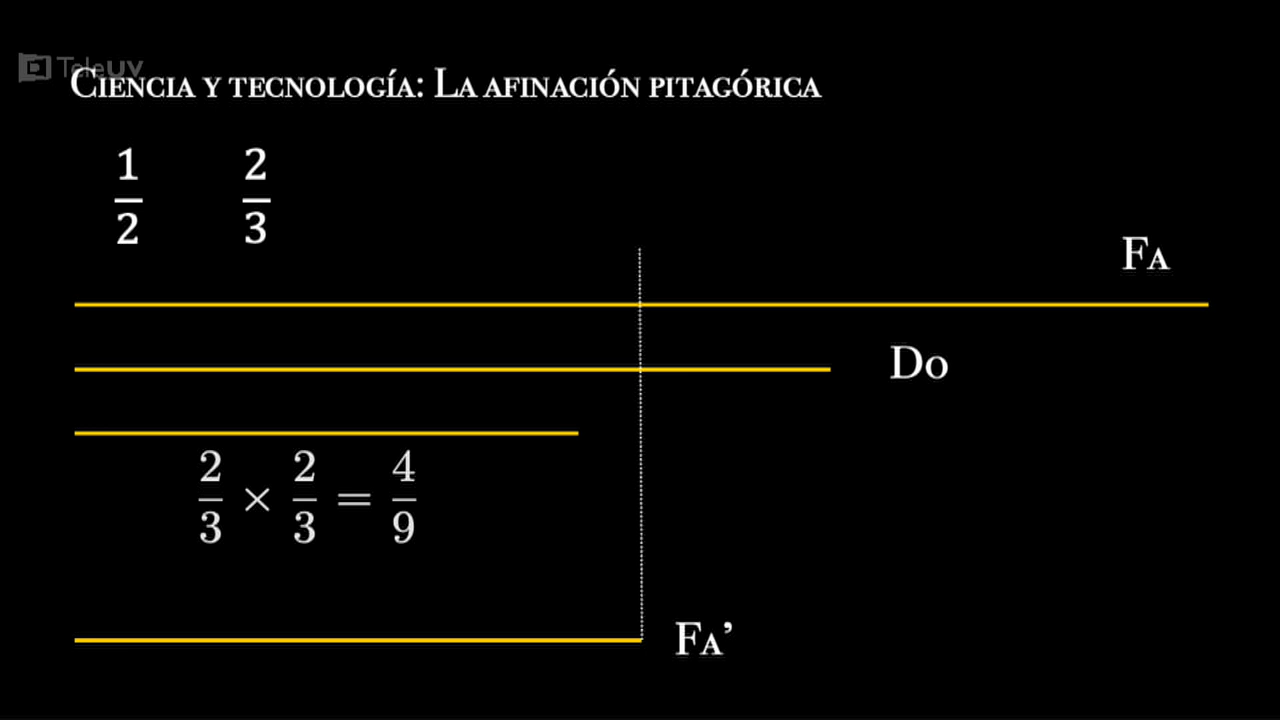 TeleUV
Ciencia y tecnología: La afinación pitagórica
1/2 2/3
Fa
Do
2/3 × 2/3 = 4/9
Fa’